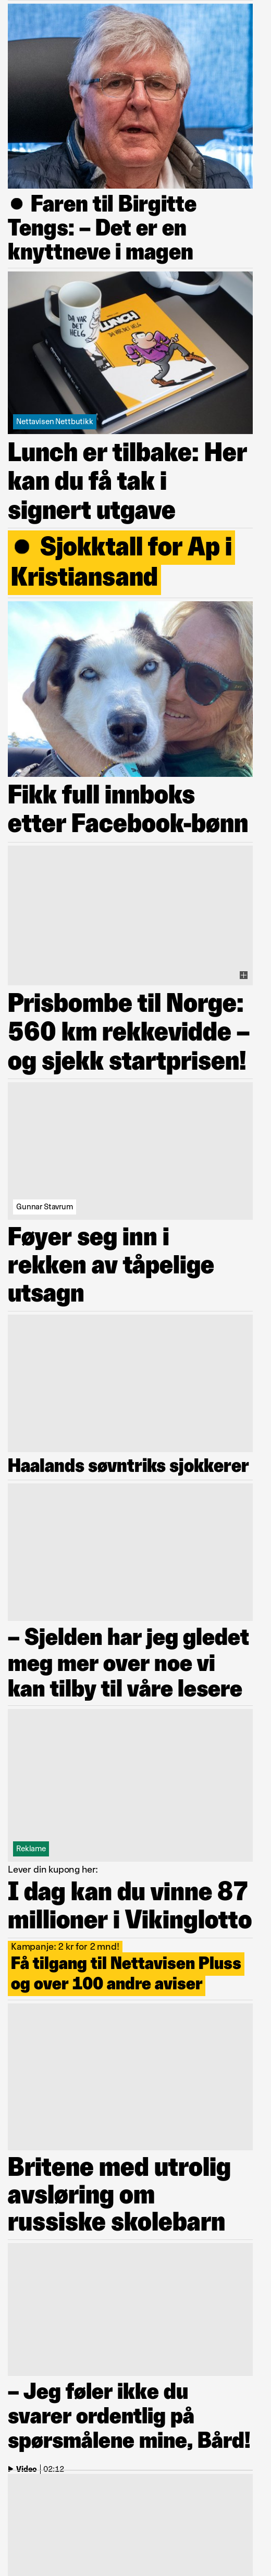 Faren til Birgitte
Tengs: – Det er en
knyttneve i magen
DA VAR
DET
HELG.
LUNCH
DA VAR DET HELG.
Nettavisen Nettbutikk
Lunch er tilbake: Her
kan du få tak i
signert utgave
Sjokktall for Ap i
Kristiansand
Fikk full innboks
etter Facebook-bønn
Prisbombe til Norge:
560 km rekkevidde –
og sjekk startprisen!
Gunnar Stavrum
Føyer seg inn i
rekken av tåpelige
utsagn
Haalands søvntriks sjokkerer
– Sjelden har jeg gledet
meg mer over noe vi
kan tilby til våre lesere
Reklame
Lever din kupong her:
I dag kan du vinne 87
millioner i Vikinglotto
Kampanje: 2 kr for 2 mnd!
Få tilgang til Nettavisen Pluss
og over 100 andre aviser
Britene med utrolig
avsløring om
russiske skolebarn
– Jeg føler ikke du
svarer ordentlig på
spørsmålene mine, Bård!
Video 02:12